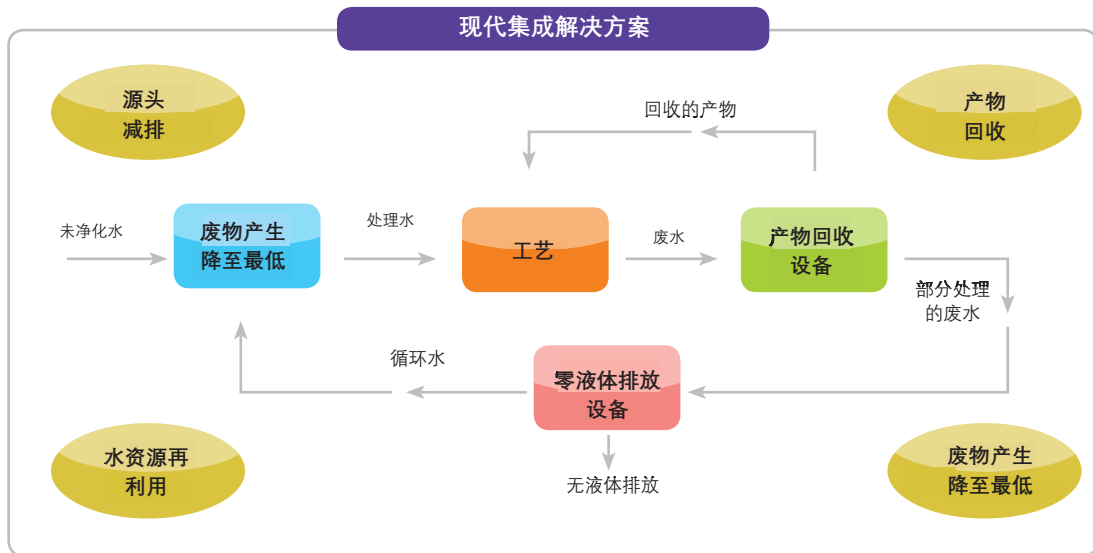 现代集成解决方案
源头
减排
回收的产物
产物
回收
未净化水
废物产生
降至最低
处理水
工艺
废水
产物回收
设备
部分处理
的废水
循环水
零液体排放
设备
水资源再
利用
无液体排放
废物产生
降至最低